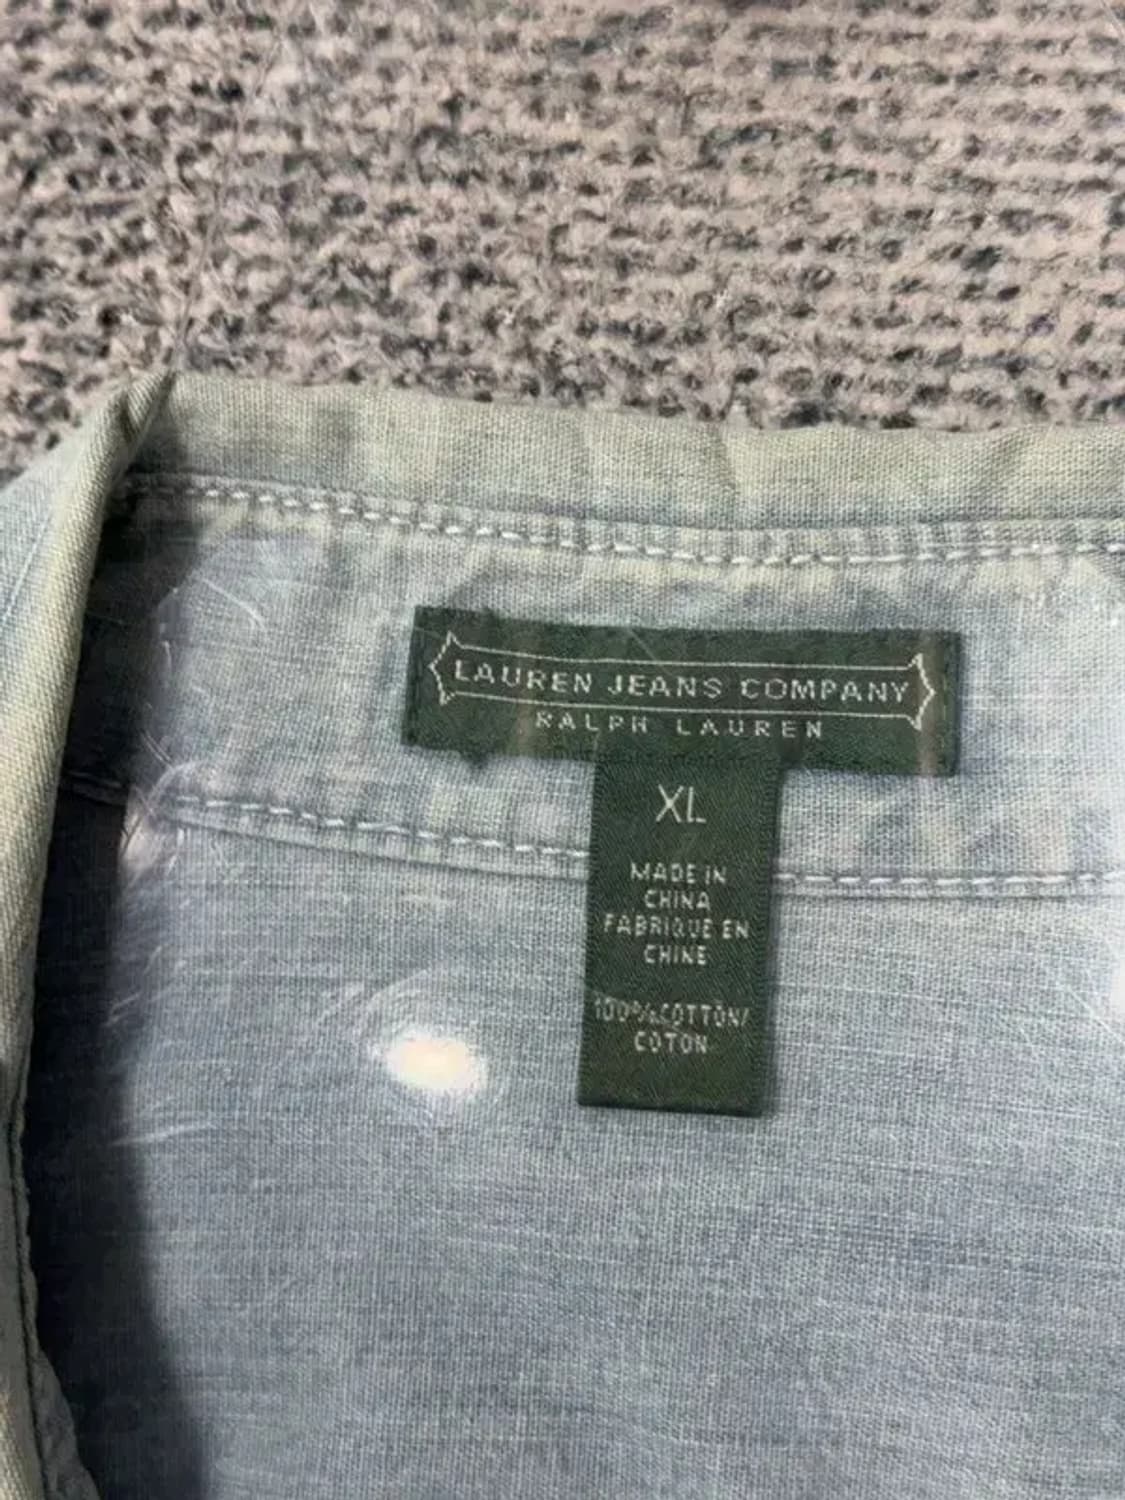 LAUREN JEANS COMPANY
RALPH LAUREN
XL
MADE IN
CHINA
FABRIQUE EN
CHINE
100% COTTON/
COTON